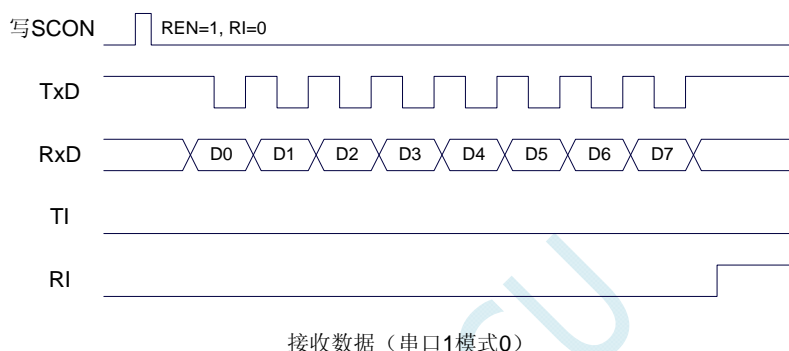 写SCON REN=1, RI=0
TxD
RxD D0 D1 D2 D3 D4 D5 D6 D7
TI
RI
接收数据（串口1模式0）